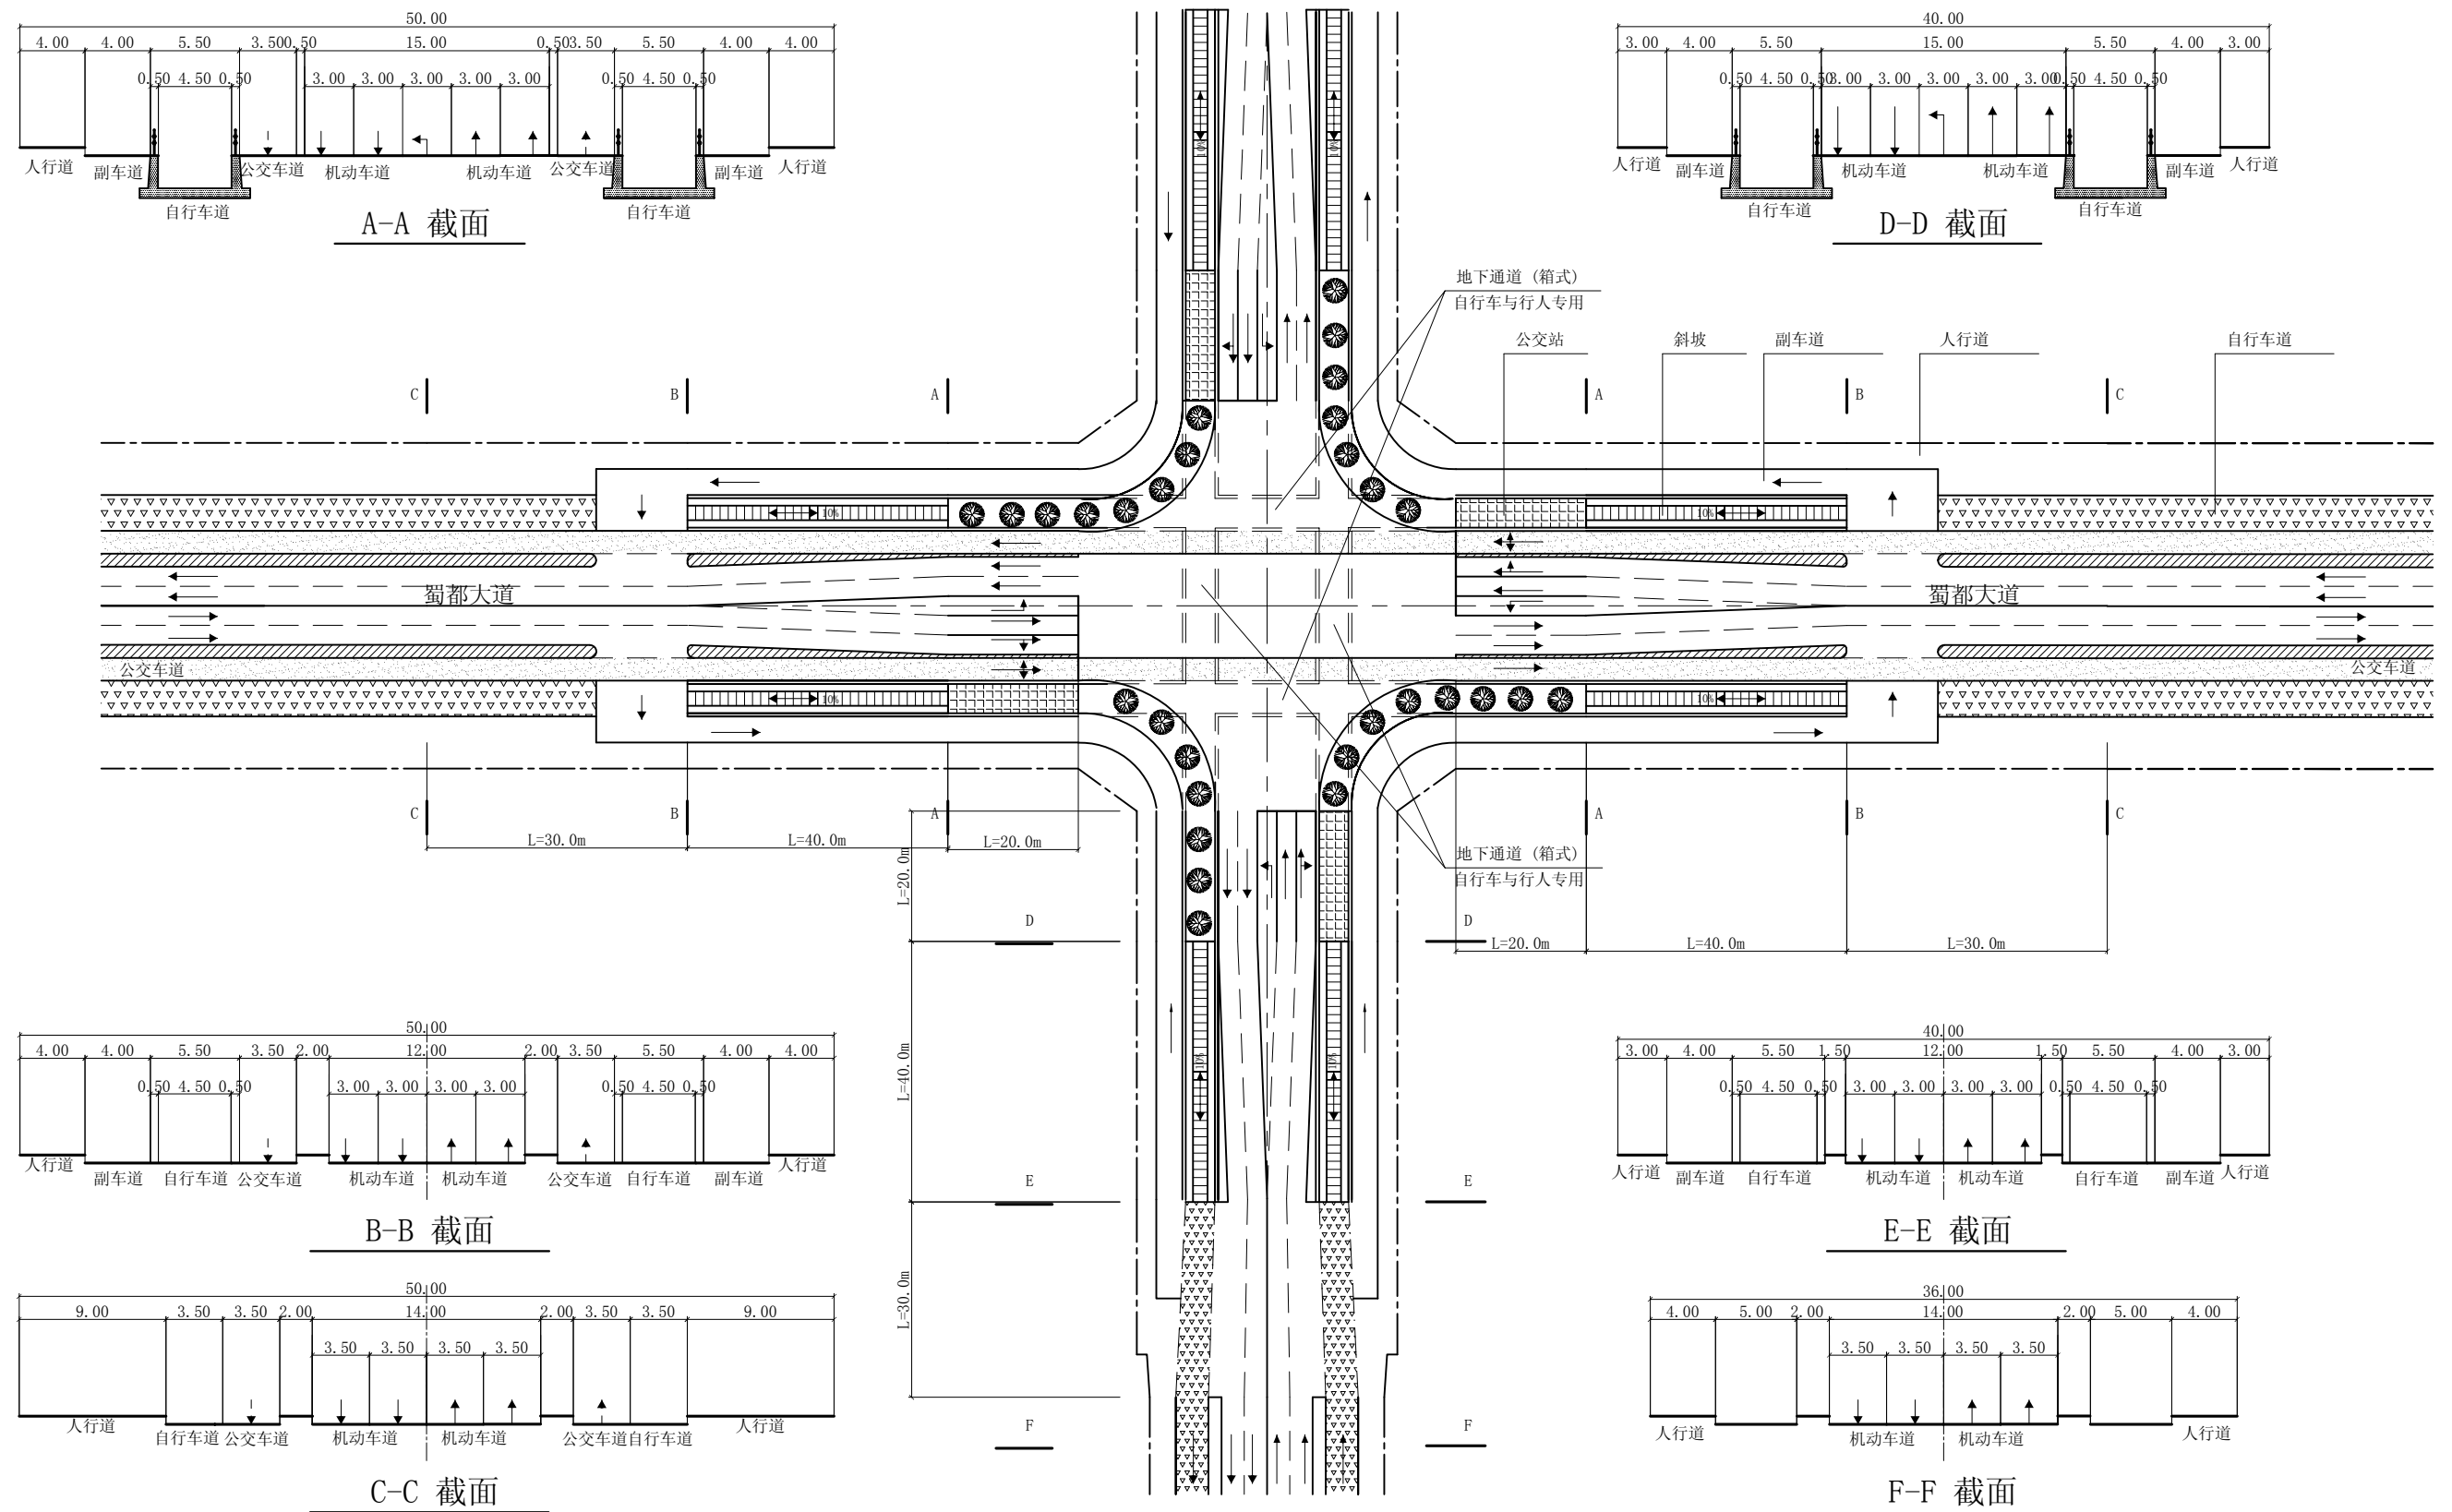 50.00
4.00 4.00 5.50 3.50 0.50 15.00 0.50 3.50 5.50 4.00 4.00
0.50 4.50 0.50 3.00 3.00 3.00 3.00 3.00 0.50 4.50 0.50
人行道 副车道 公交车道 机动车道 机动车道 公交车道 副车道 人行道
自行车道 自行车道
A-A 截面
40.00
3.00 4.00 5.50 15.00 5.50 4.00 3.00
0.50 4.50 0.50 3.00 3.00 3.00 3.00 3.00 0.50 4.50 0.50
人行道 副车道 机动车道 机动车道 副车道 人行道
自行车道 自行车道
D-D 截面
10% 10%
地下通道（箱式）
自行车与行人专用
公交站 斜坡 副车道 人行道 自行车道
C B A A B C
10% 10%
蜀都大道 蜀都大道
公交车道 公交车道
10% 10%
C B A A B C
L=30.0m L=40.0m L=20.0m
地下通道（箱式）
自行车与行人专用
L=20.0m
D D
L=20.0m L=40.0m L=30.0m
L=40.0m
10% 10%
E E
L=30.0m
F F
50.00
4.00 4.00 5.50 3.50 2.00 12.00 2.00 3.50 5.50 4.00 4.00
0.50 4.50 0.50 3.00 3.00 3.00 3.00 0.50 4.50 0.50
人行道 副车道 自行车道 公交车道 机动车道 机动车道 公交车道 自行车道 副车道 人行道
B-B 截面
40.00
3.00 4.00 5.50 1.50 12.00 1.50 5.50 4.00 3.00
0.50 4.50 0.50 3.00 3.00 3.00 3.00 0.50 4.50 0.50
人行道 副车道 自行车道 机动车道 机动车道 自行车道 副车道 人行道
E-E 截面
50.00
9.00 3.50 3.50 2.00 14.00 2.00 3.50 3.50 9.00
3.50 3.50 3.50 3.50
人行道 自行车道 公交车道 机动车道 机动车道 公交车道 自行车道 人行道
C-C 截面
36.00
4.00 5.00 2.00 14.00 2.00 5.00 4.00
3.50 3.50 3.50 3.50
人行道 机动车道 机动车道 人行道
F-F 截面